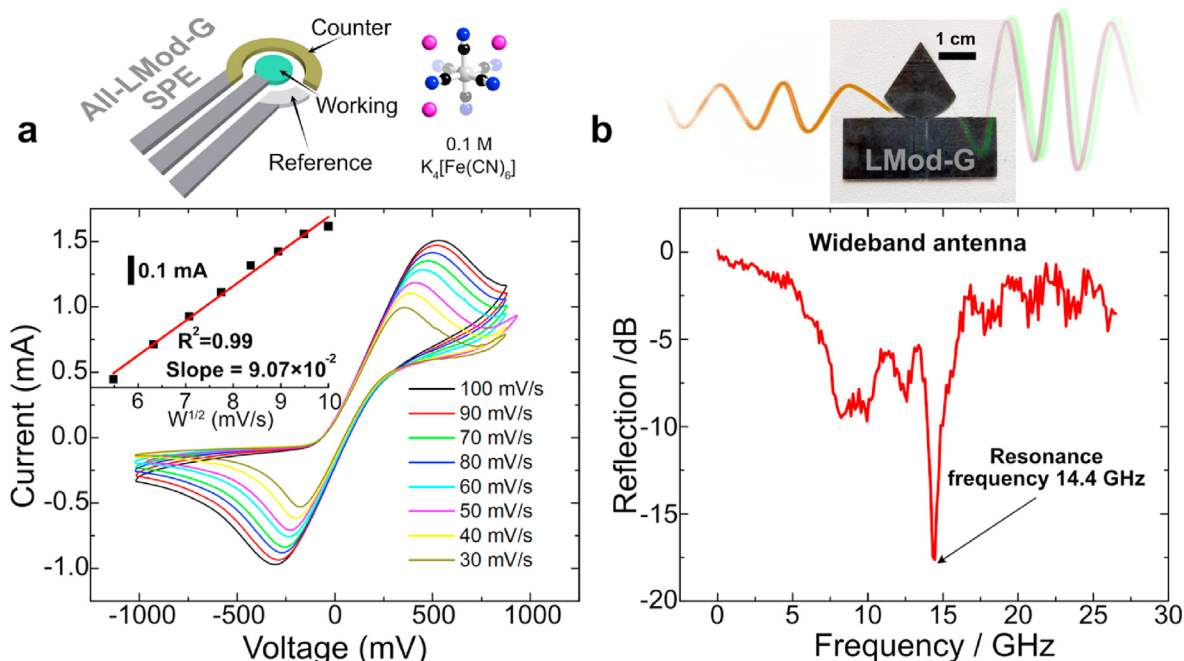 a
All-LMod-G
SPE
Counter
Working
Reference
0.1 M
K₄[Fe(CN)₆]
Current (mA)
1.5
1.0
0.5
0.0
-0.5
-1.0
0.1 mA
R²=0.99
Slope = 9.07×10⁻²
5 6 7 8 9 10
W¹/² (mV/s)
100 mV/s
90 mV/s
70 mV/s
80 mV/s
60 mV/s
50 mV/s
40 mV/s
30 mV/s
-1000 -500 0 500 1000
Voltage (mV)
b
1 cm
LMod-G
Wideband antenna
Reflection /dB
0
-5
-10
-15
-20
Resonance
frequency 14.4 GHz
0 5 10 15 20 25 30
Frequency / GHz